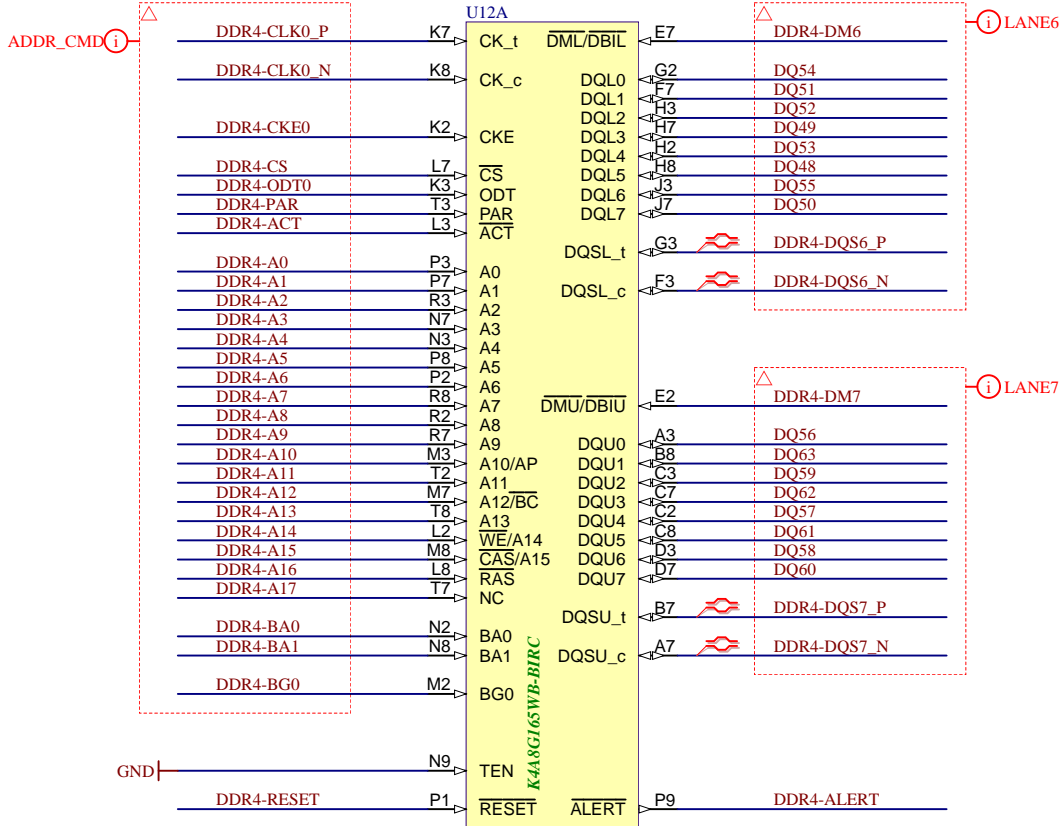 U12A
ADDR_CMD i
DDR4-CLK0_P K7 CK_t
DDR4-CLK0_N K8 CK_c
DDR4-CKE0 K2 CKE
DDR4-CS L7 CS
DDR4-ODT0 K3 ODT
DDR4-PAR T3 PAR
DDR4-ACT L3 ACT
DDR4-A0 P3 A0
DDR4-A1 P7 A1
DDR4-A2 R3 A2
DDR4-A3 N7 A3
DDR4-A4 N3 A4
DDR4-A5 P8 A5
DDR4-A6 P2 A6
DDR4-A7 R8 A7
DDR4-A8 R2 A8
DDR4-A9 R7 A9
DDR4-A10 M3 A10/AP
DDR4-A11 T2 A11
DDR4-A12 M7 A12/BC
DDR4-A13 T8 A13
DDR4-A14 L2 WE/A14
DDR4-A15 M8 CAS/A15
DDR4-A16 L8 RAS
DDR4-A17 T7 NC
DDR4-BA0 N2 BA0
DDR4-BA1 N8 BA1
DDR4-BG0 M2 BG0
GND N9 TEN
DDR4-RESET P1 RESET
K4A8G165WB-BIRC
i LANE6
DML/DBIL E7 DDR4-DM6
DQL0 G2 DQ54
DQL1 F7 DQ51
DQL2 H3 DQ52
DQL3 H7 DQ49
DQL4 H2 DQ53
DQL5 H8 DQ48
DQL6 J3 DQ55
DQL7 J7 DQ50
DQSL_t G3 DDR4-DQS6_P
DQSL_c F3 DDR4-DQS6_N
i LANE7
DMU/DBIU E2 DDR4-DM7
DQU0 A3 DQ56
DQU1 B8 DQ63
DQU2 C3 DQ59
DQU3 C7 DQ62
DQU4 C2 DQ57
DQU5 C8 DQ61
DQU6 D3 DQ58
DQU7 D7 DQ60
DQSU_t B7 DDR4-DQS7_P
DQSU_c A7 DDR4-DQS7_N
ALERT P9 DDR4-ALERT